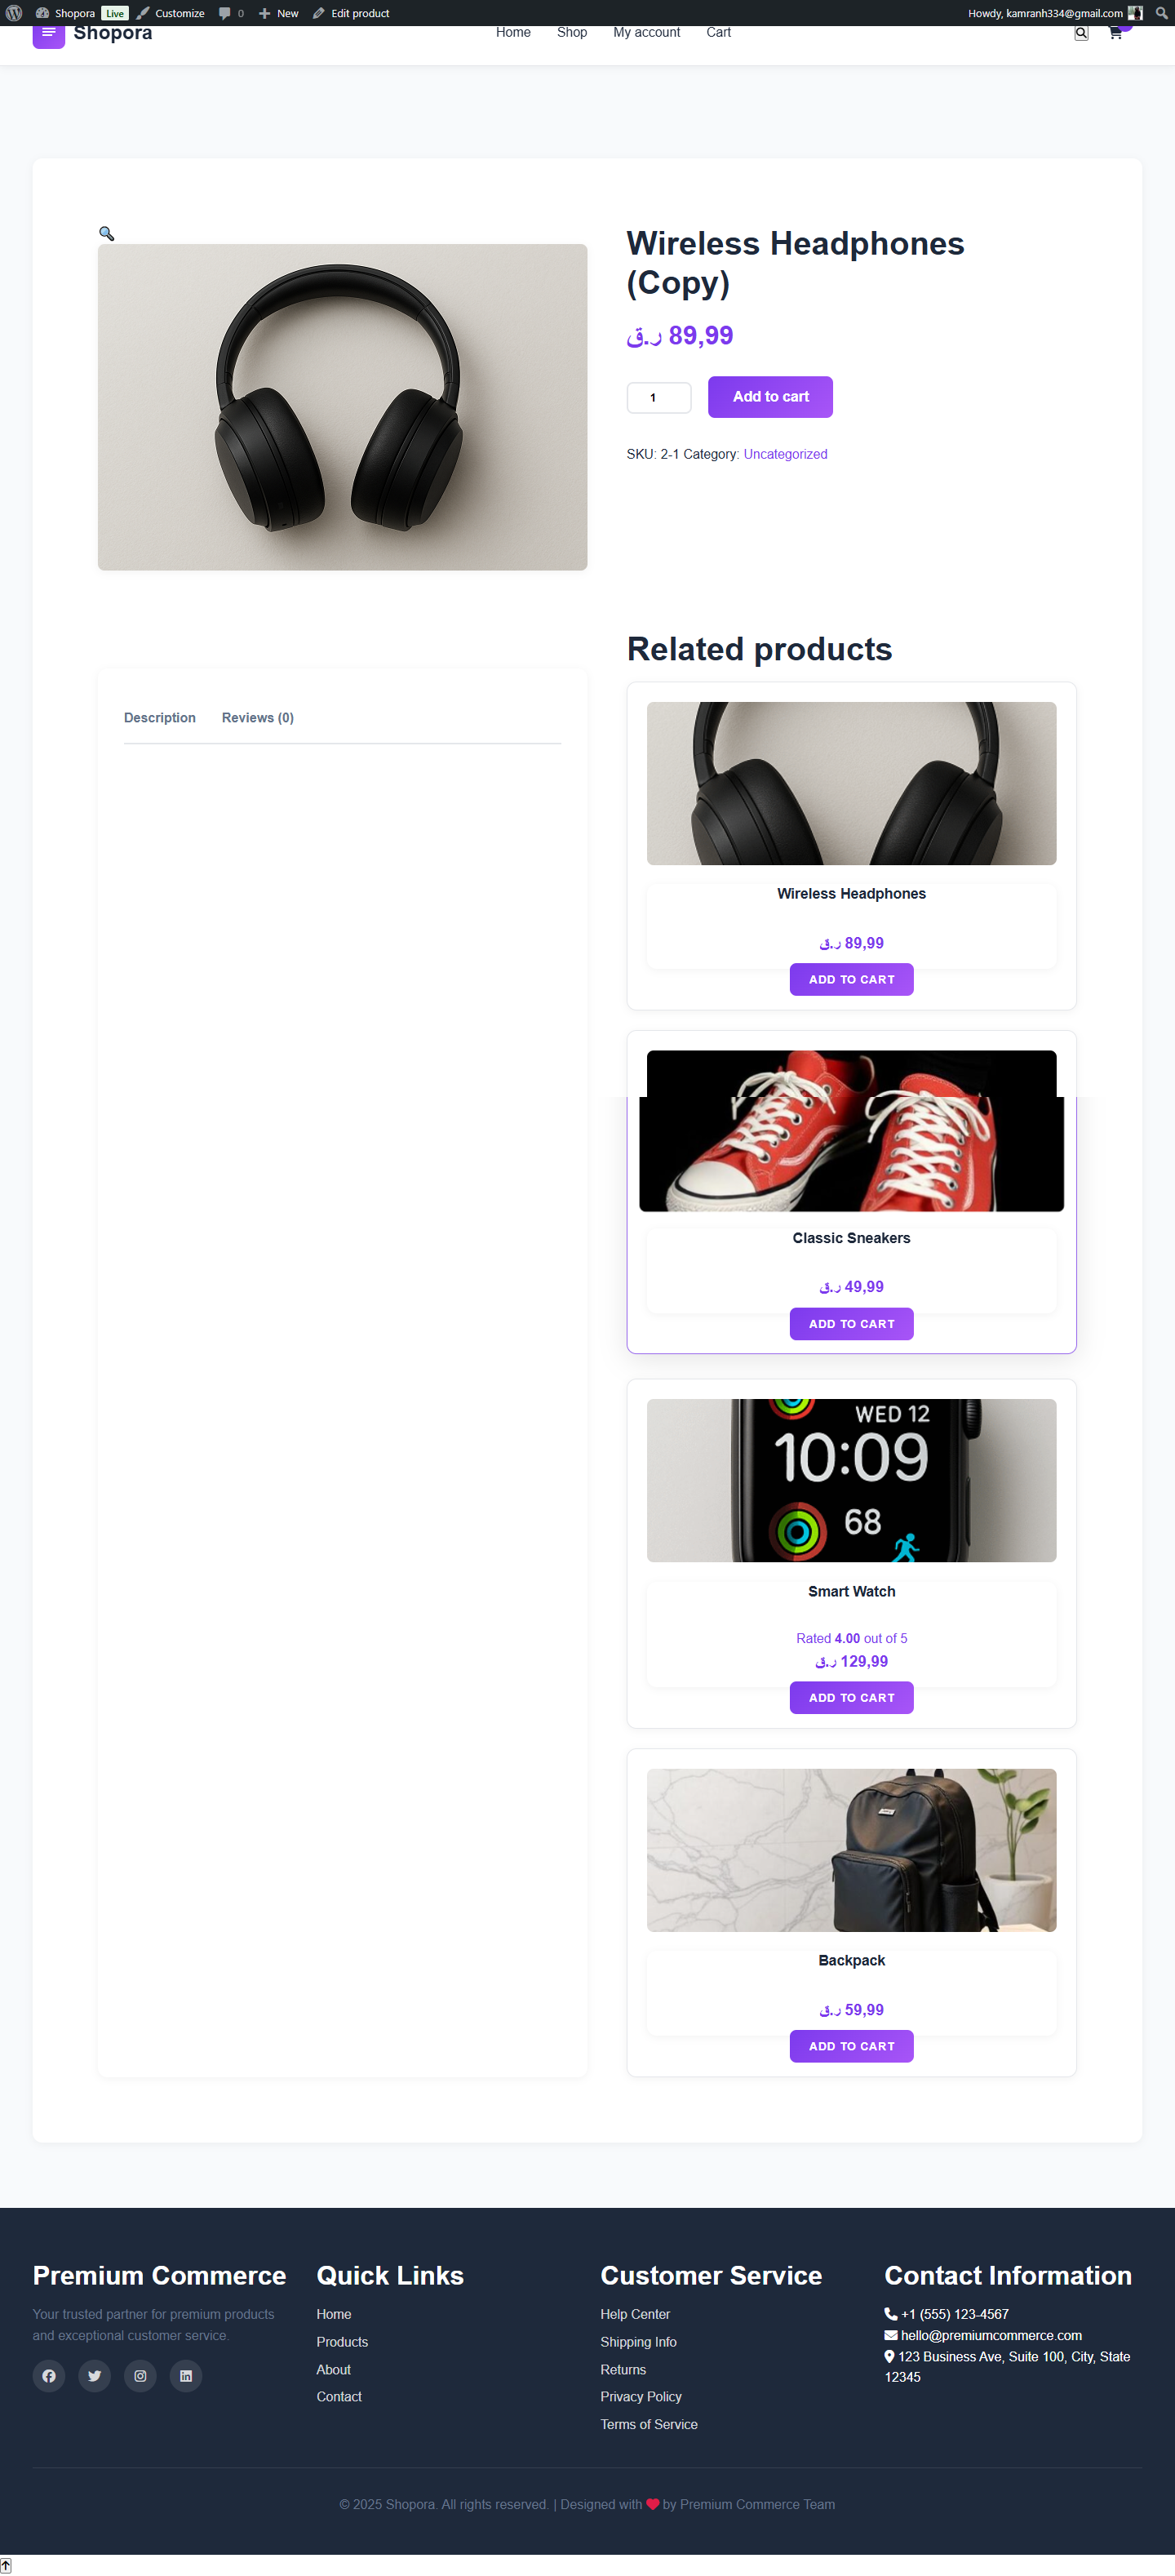 Shopora Live Customize 0 New Edit product Howdy, kamranh334@gmail.com
Shopora Home Shop My account Cart
Wireless Headphones
(Copy)
89,99 ر.ق
1 Add to cart
SKU: 2-1 Category: Uncategorized
Related products
Description Reviews (0)
Wireless Headphones
89,99 ر.ق
ADD TO CART
Classic Sneakers
49,99 ر.ق
ADD TO CART
WED 12
10:09
68
Smart Watch
Rated 4.00 out of 5
129,99 ر.ق
ADD TO CART
Backpack
59,99 ر.ق
ADD TO CART
Premium Commerce
Your trusted partner for premium products
and exceptional customer service.
Quick Links
Home
Products
About
Contact
Customer Service
Help Center
Shipping Info
Returns
Privacy Policy
Terms of Service
Contact Information
+1 (555) 123-4567
hello@premiumcommerce.com
123 Business Ave, Suite 100, City, State
12345
© 2025 Shopora. All rights reserved. | Designed with ❤ by Premium Commerce Team